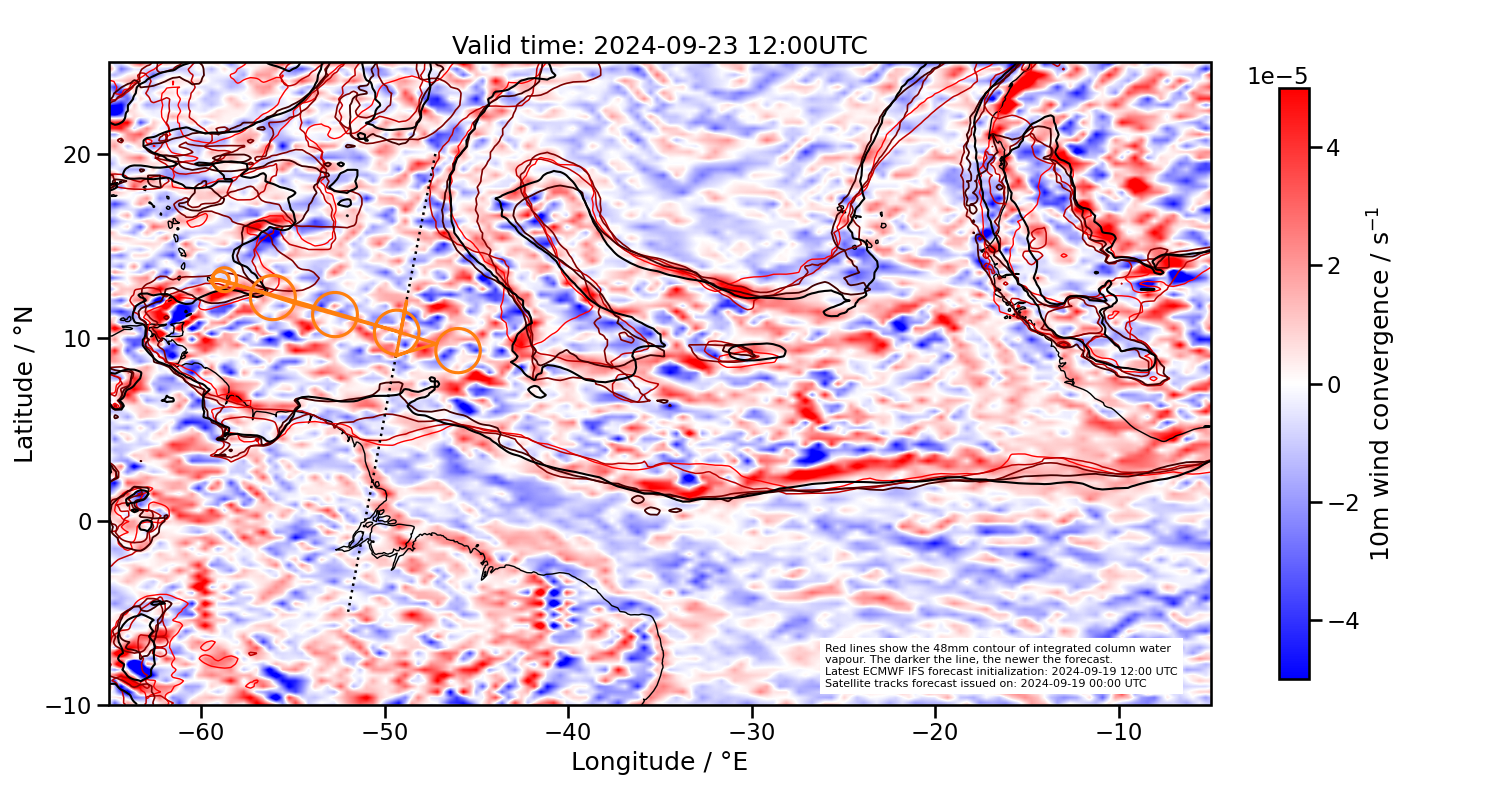 Valid time: 2024-09-23 12:00UTC
1e−5
20
10
0
−10
−60
−50
−40
−30
−20
−10
Longitude / °E
Latitude / °N
4
2
0
−2
−4
10m wind convergence / s⁻¹
Red lines show the 48mm contour of integrated column water
vapour. The darker the line, the newer the forecast.
Latest ECMWF IFS forecast initialization: 2024-09-19 12:00 UTC
Satellite tracks forecast issued on: 2024-09-19 00:00 UTC